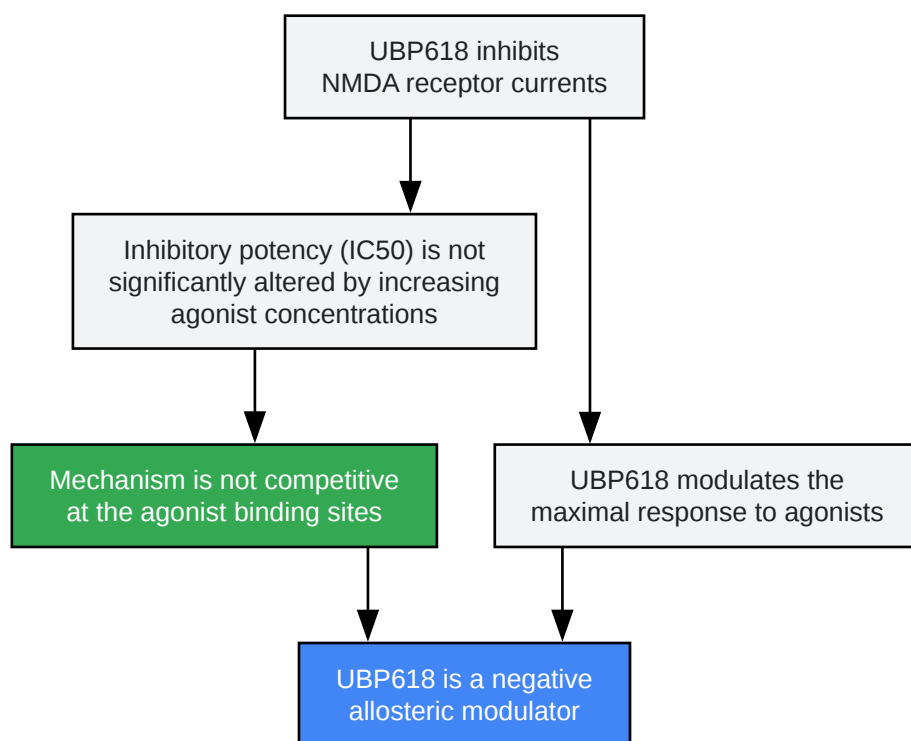 UBP618 inhibits
NMDA receptor currents
Inhibitory potency (IC50) is not
significantly altered by increasing
agonist concentrations
Mechanism is not competitive
at the agonist binding sites
UBP618 modulates the
maximal response to agonists
UBP618 is a negative
allosteric modulator